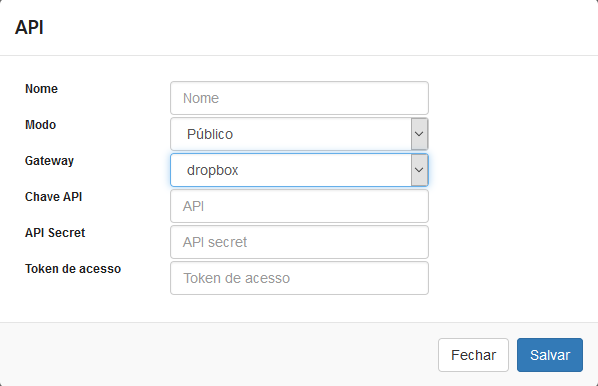 API
Nome Nome
Modo Público
Gateway dropbox
Chave API API
API Secret API secret
Token de acesso Token de acesso
Fechar Salvar